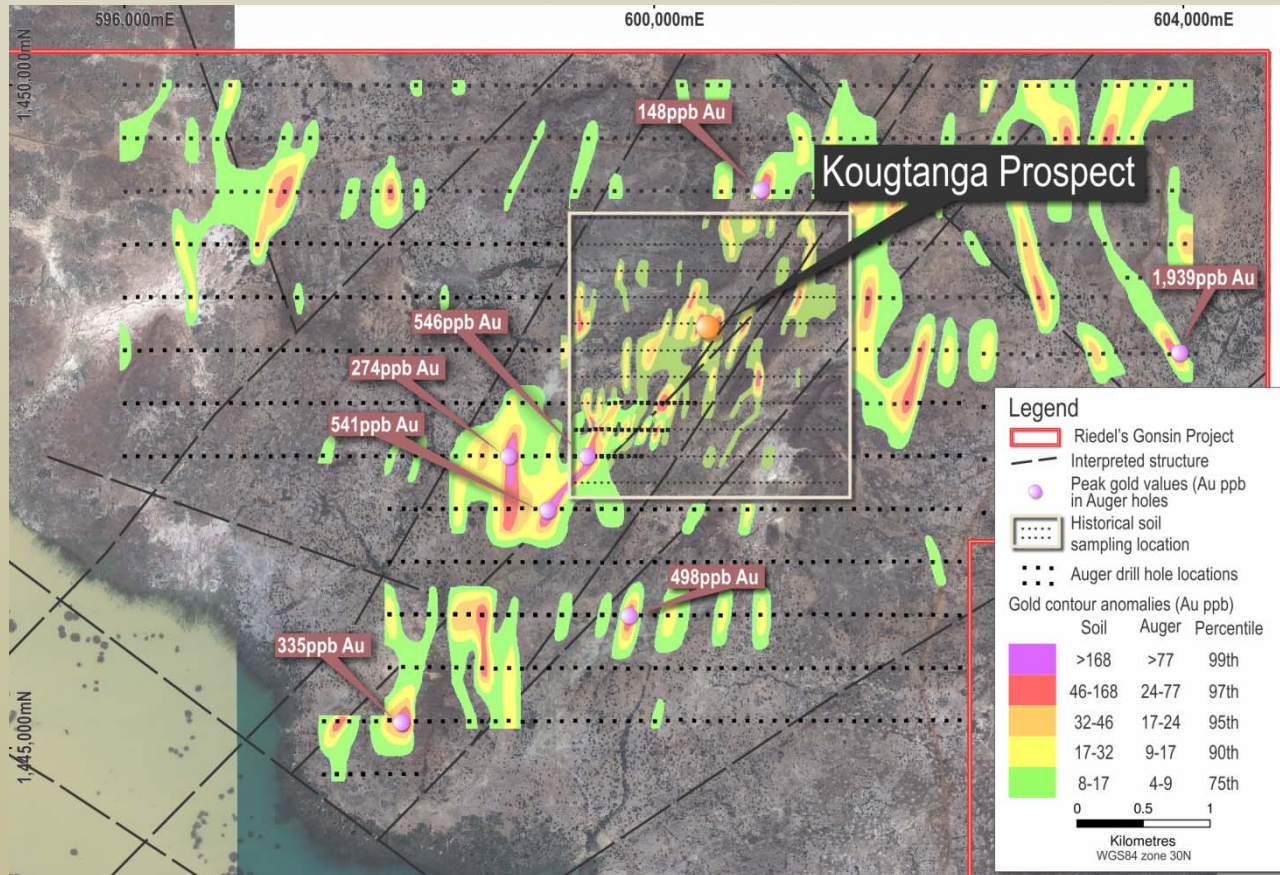 596,000mE
600,000mE
604,000mE
1,450,000mN
148ppb Au
Kougtanga Prospect
1,939ppb Au
546ppb Au
274ppb Au
541ppb Au
498ppb Au
335ppb Au
1,445,000mN
Legend
Riedel's Gonsin Project
Interpreted structure
Peak gold values (Au ppb
in Auger holes
Historical soil
sampling location
Auger drill hole locations
Gold contour anomalies (Au ppb)
Soil Auger Percentile
>168 >77 99th
46-168 24-77 97th
32-46 17-24 95th
17-32 9-17 90th
8-17 4-9 75th
0 0.5 1
Kilometres
WGS84 zone 30N